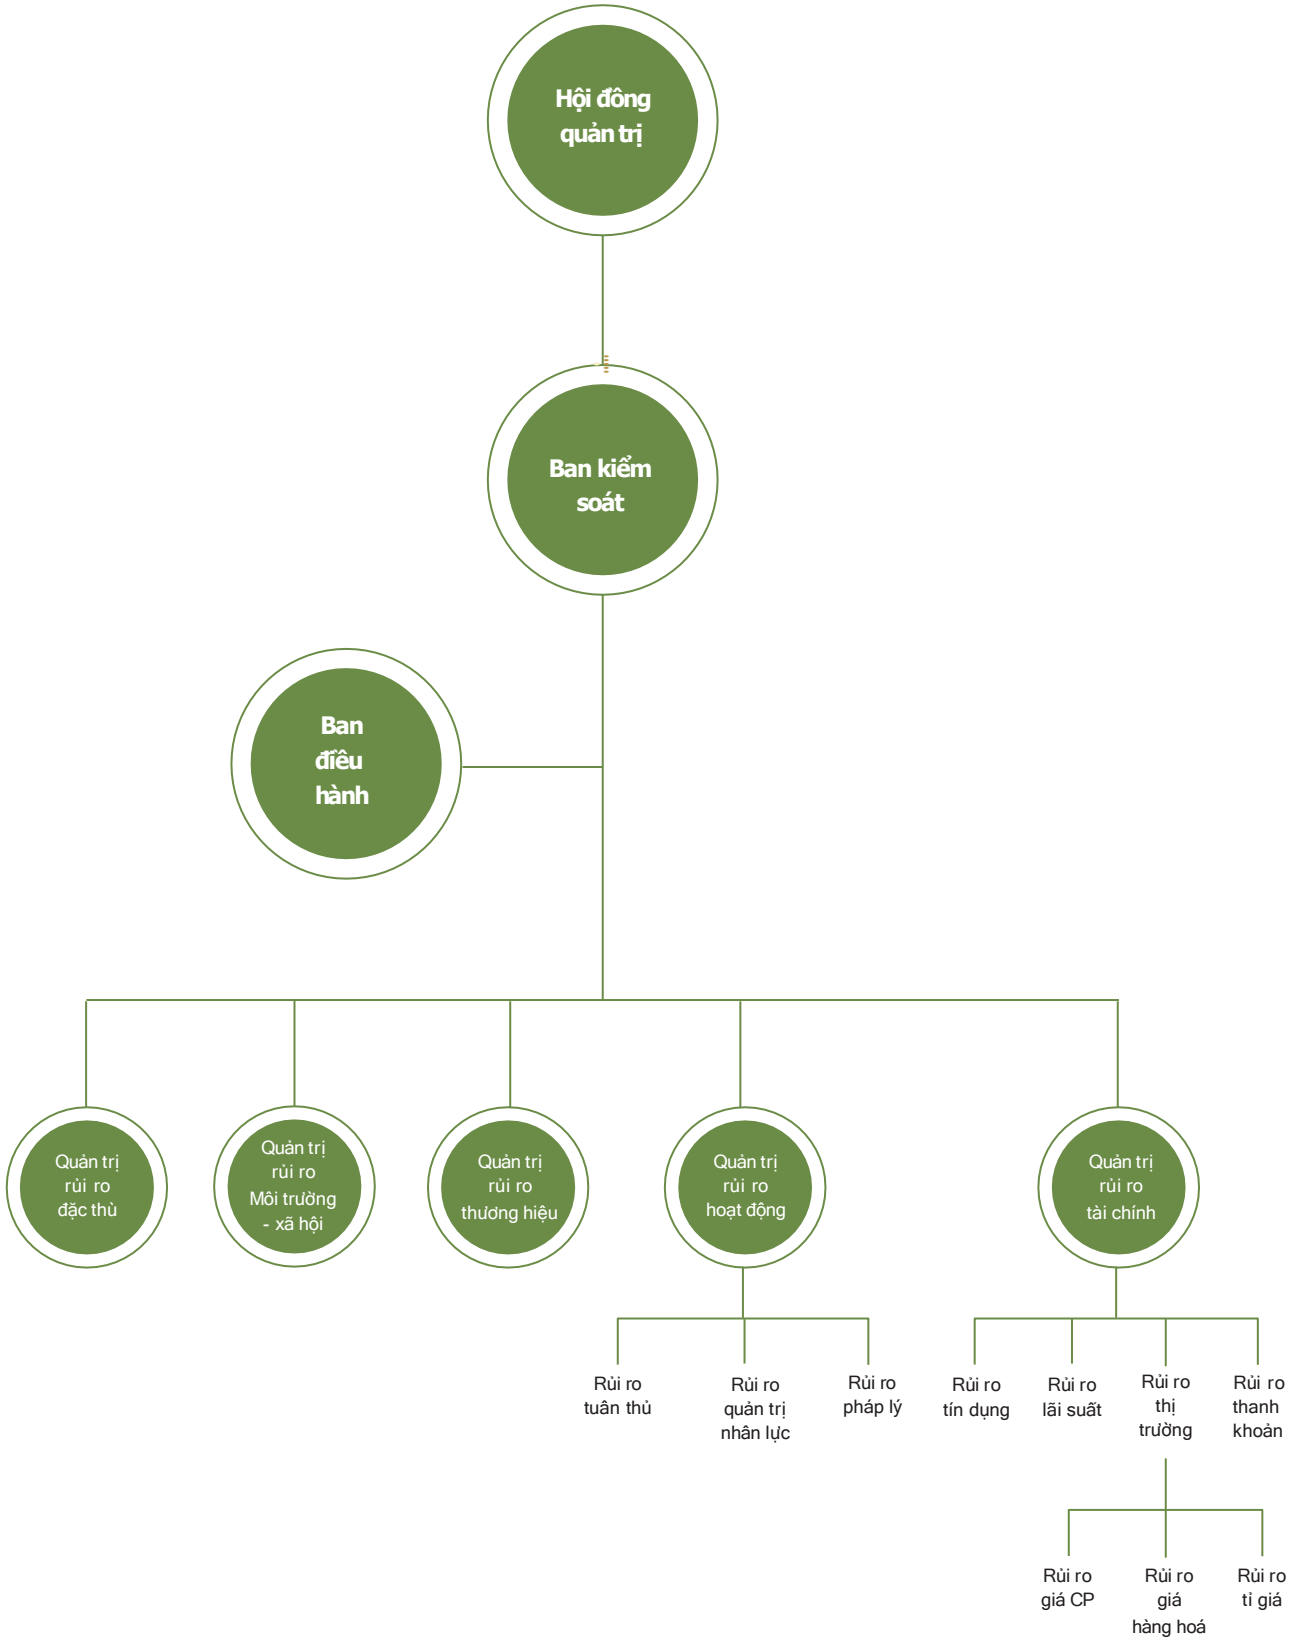 Hội đông
quản trị
Ban kiểm
soát
Ban
điều
hành
Quản trị
rủi ro
đặc thù
Quản trị
rủi ro
Môi trường
- xã hội
Quản trị
rủi ro
thương hiệu
Quản trị
rủi ro
hoạt động
Quản trị
rủi ro
tài chính
Rủi ro
tuân thủ
Rủi ro
quản trị
nhân lực
Rủi ro
pháp lý
Rủi ro
tín dụng
Rủi ro
lãi suất
Rủi ro
thị
trường
Rủi ro
thanh
khoản
Rủi ro
giá CP
Rủi ro
giá
hàng hoá
Rủi ro
tỉ giá